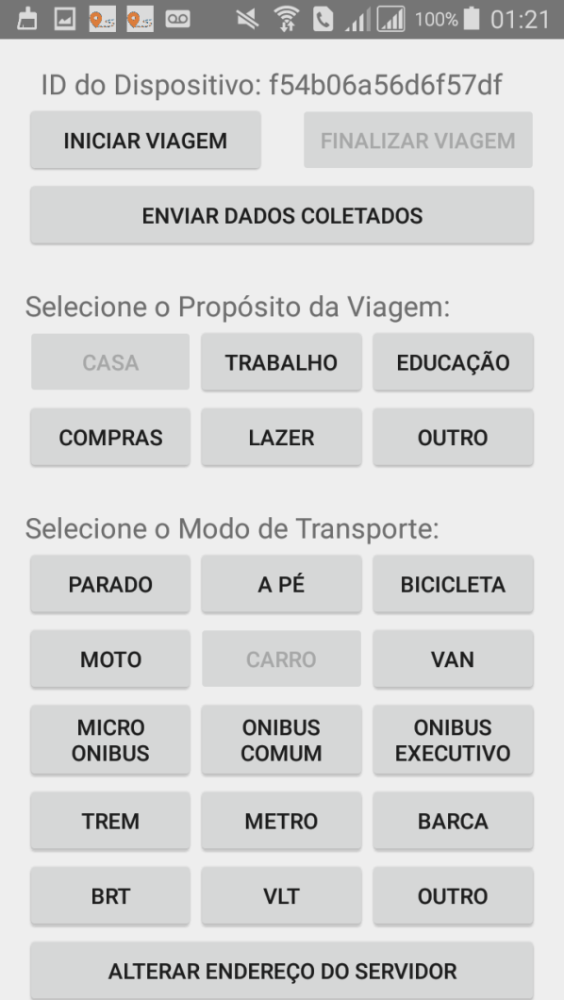 100% 01:21
ID do Dispositivo: f54b06a56d6f57df
INICIAR VIAGEM FINALIZAR VIAGEM
ENVIAR DADOS COLETADOS
Selecione o Propósito da Viagem:
CASA TRABALHO EDUCAÇÃO
COMPRAS LAZER OUTRO
Selecione o Modo de Transporte:
PARADO A PÉ BICICLETA
MOTO CARRO VAN
MICRO ONIBUS ONIBUS COMUM ONIBUS EXECUTIVO
TREM METRO BARCA
BRT VLT OUTRO
ALTERAR ENDEREÇO DO SERVIDOR